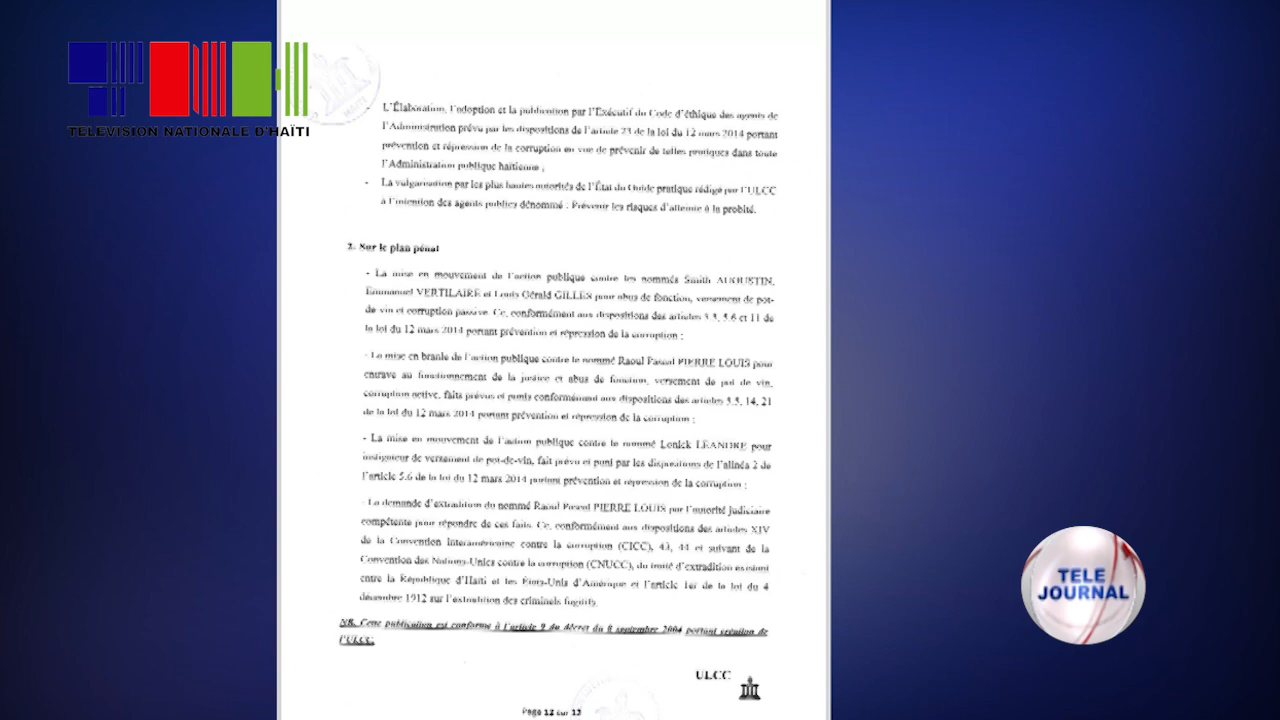 TELEVISION NATIONALE D'HAÏTI
- L'Élaboration, l'adoption et la publication par l'Exécutif du Code d'éthique des agents de
l'Administration prévu par les dispositions de l'article 23 de la loi du 12 mars 2014 portant
prévention et répression de la corruption en vue de prévenir de telles pratiques dans toute
l'Administration publique haïtienne ;
- La vulgarisation par les plus hautes autorités de l'État du Guide pratique rédigé par l'ULCC
à l'intention des agents publics dénommé : Prévenir les risques d'atteinte à la probité.
2. Sur le plan pénal
- La mise en mouvement de l'action publique contre les nommés Smith AUGUSTIN,
Emmanuel VERTILAIRE et Louis Gérald GILLES pour abus de fonction, versement de pot-
de vin et corruption passive. Ce, conformément aux dispositions des articles 5.5, 5.6 et 11 de
la loi du 12 mars 2014 portant prévention et répression de la corruption ;
- La mise en branle de l'action publique contre le nommé Raoul Pascal PIERRE LOUIS pour
entrave au fonctionnement de la justice et abus de fonction, versement de pot de vin,
corruption active, faits prévus et punis conformément aux dispositions des articles 5.5, 14, 21
de la loi du 12 mars 2014 portant prévention et répression de la corruption ;
- La mise en mouvement de l'action publique contre le nommé Lonick LEANDRE pour
instigateur de versement de pot-de-vin, fait prévu et puni par les dispositions de l'alinéa 2 de
l'article 5.6 de la loi du 12 mars 2014 portant prévention et répression de la corruption ;
- La demande d'extradition du nommé Raoul Pascal PIERRE LOUIS par l'autorité judiciaire
compétente pour répondre de ces faits. Ce, conformément aux dispositions des articles XIV
de la Convention Interaméricaine contre la corruption (CICC), 43, 44 et suivant de la
Convention des Nations-Unies contre la corruption (CNUCC), du traité d'extradition existant
entre la République d'Haïti et les États-Unis d'Amérique et l'article 1er de la loi du 4
décembre 1912 sur l'extradition des criminels fugitifs.
NB. Cette publication est conforme à l'article 9 du décret du 8 septembre 2004 portant création de
l'ULCC.
ULCC
Page 12 sur 12
TELE
JOURNAL